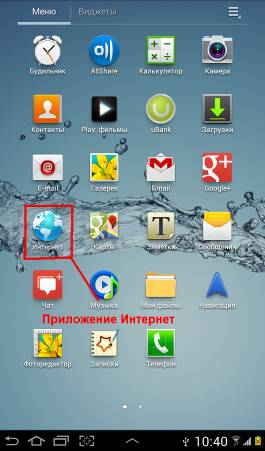 Меню Виджеты
Будильник AllShare Калькулятор Камера
Контакты Play: фильмы uBank Загрузки
E-mail Галерея Gmail Google+
Интернет Карты Заметки Сообщения
Чат Музыка Мои файлы Навигация
Приложение Интернет
Фоторедактор Записки Телефон
10:40